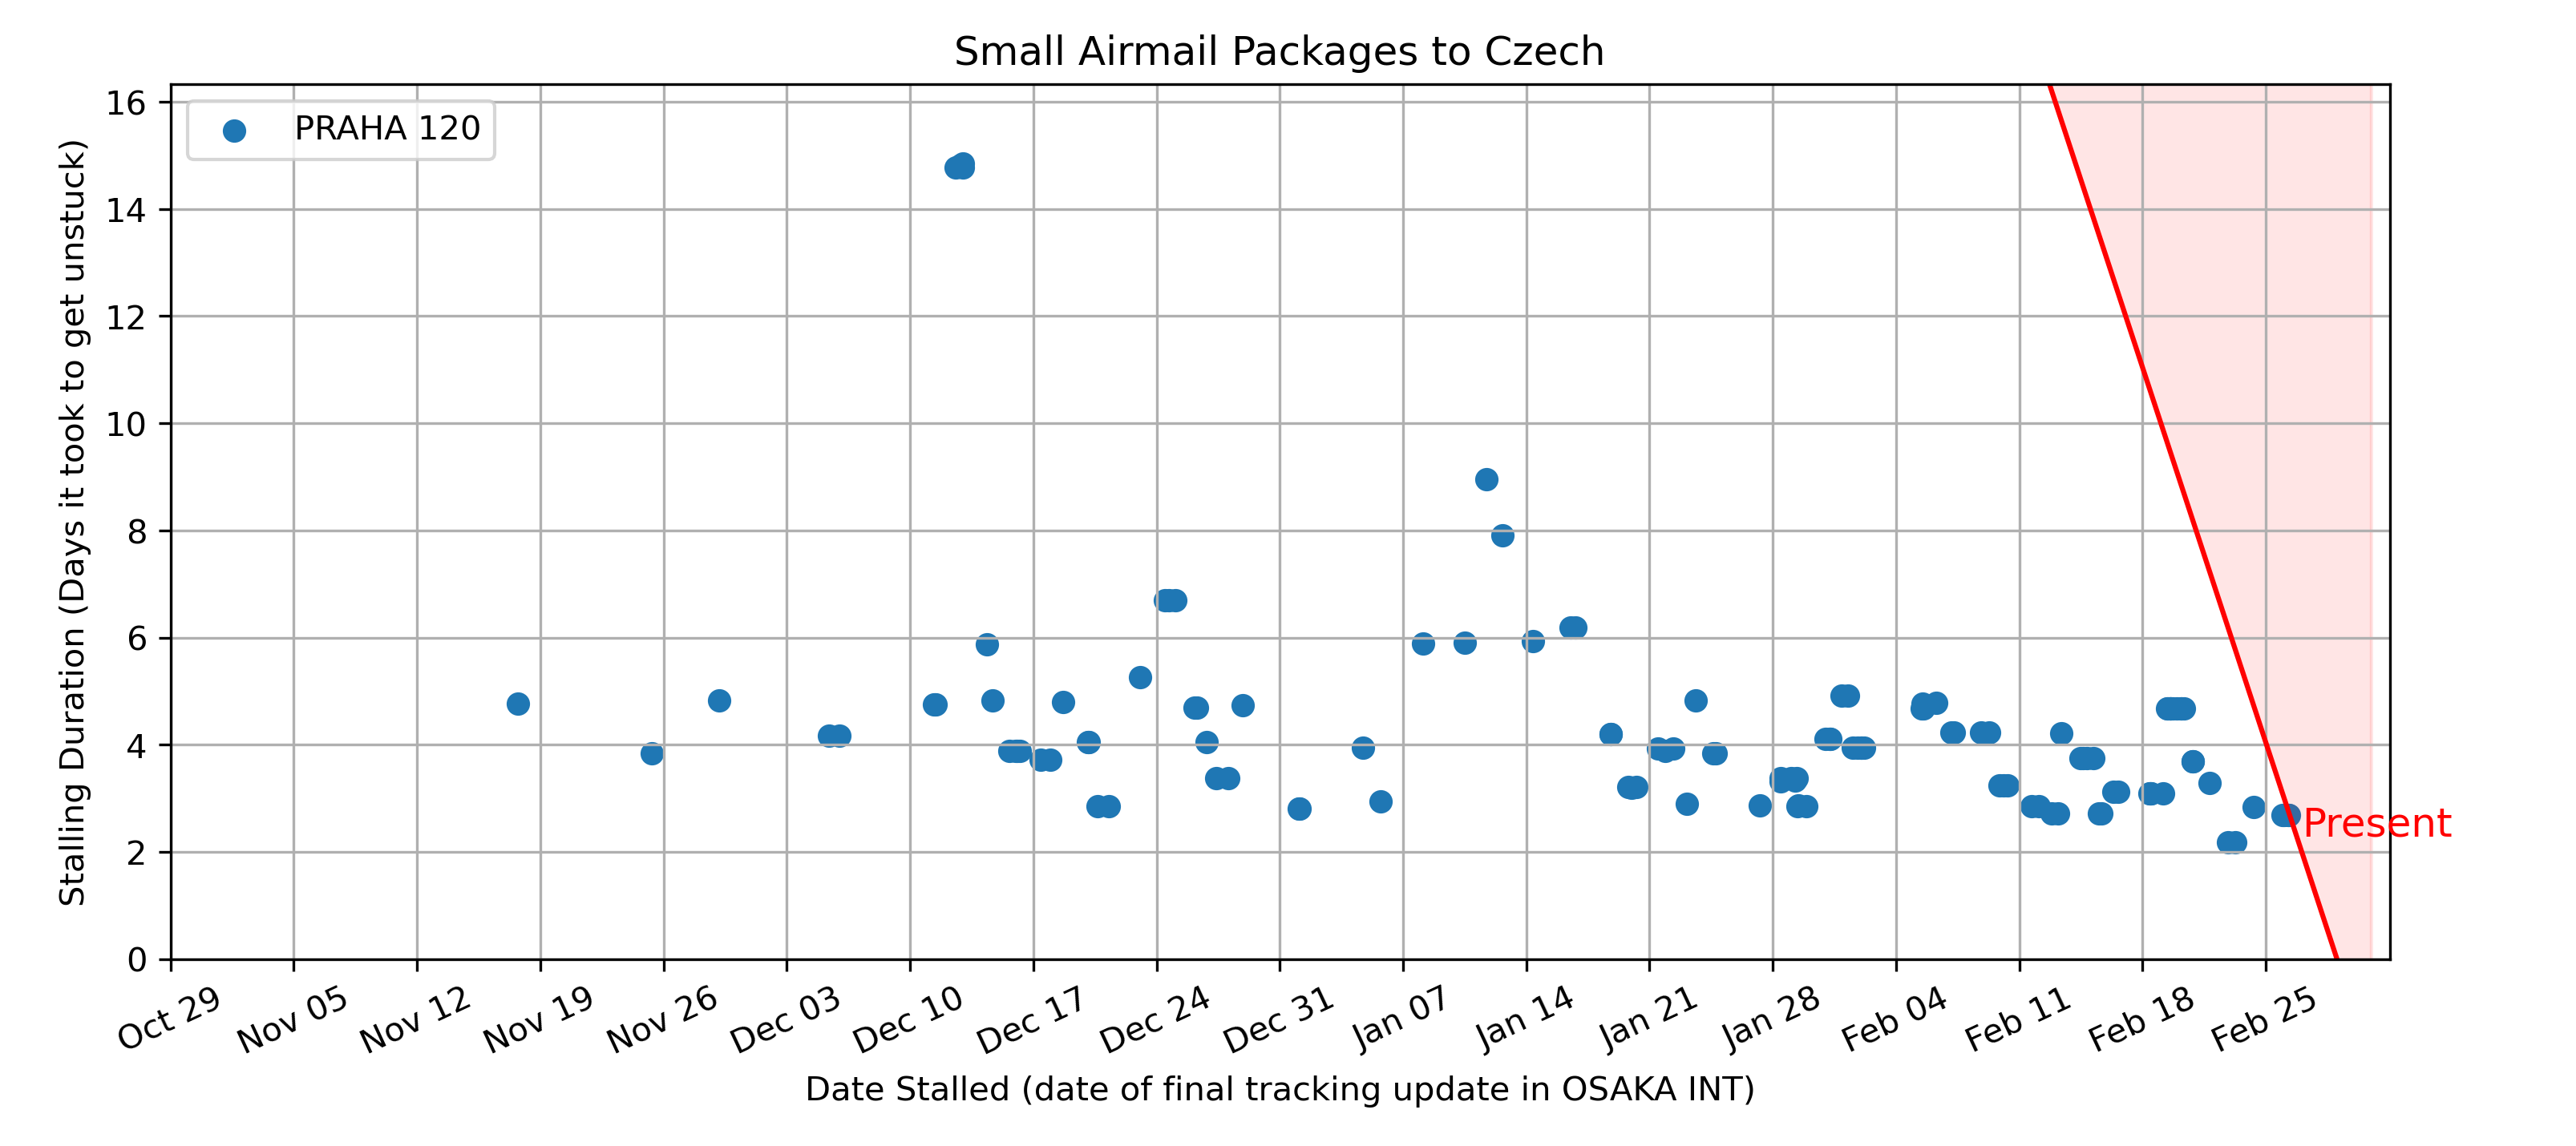 Small Airmail Packages to Czech
PRAHA 120
Stalling Duration (Days it took to get unstuck)
16
14
12
10
8
6
4
2
0
Present
Oct 29
Nov 05
Nov 12
Nov 19
Nov 26
Dec 03
Dec 10
Dec 17
Dec 24
Dec 31
Jan 07
Jan 14
Jan 21
Jan 28
Feb 04
Feb 11
Feb 18
Feb 25
Date Stalled (date of final tracking update in OSAKA INT)